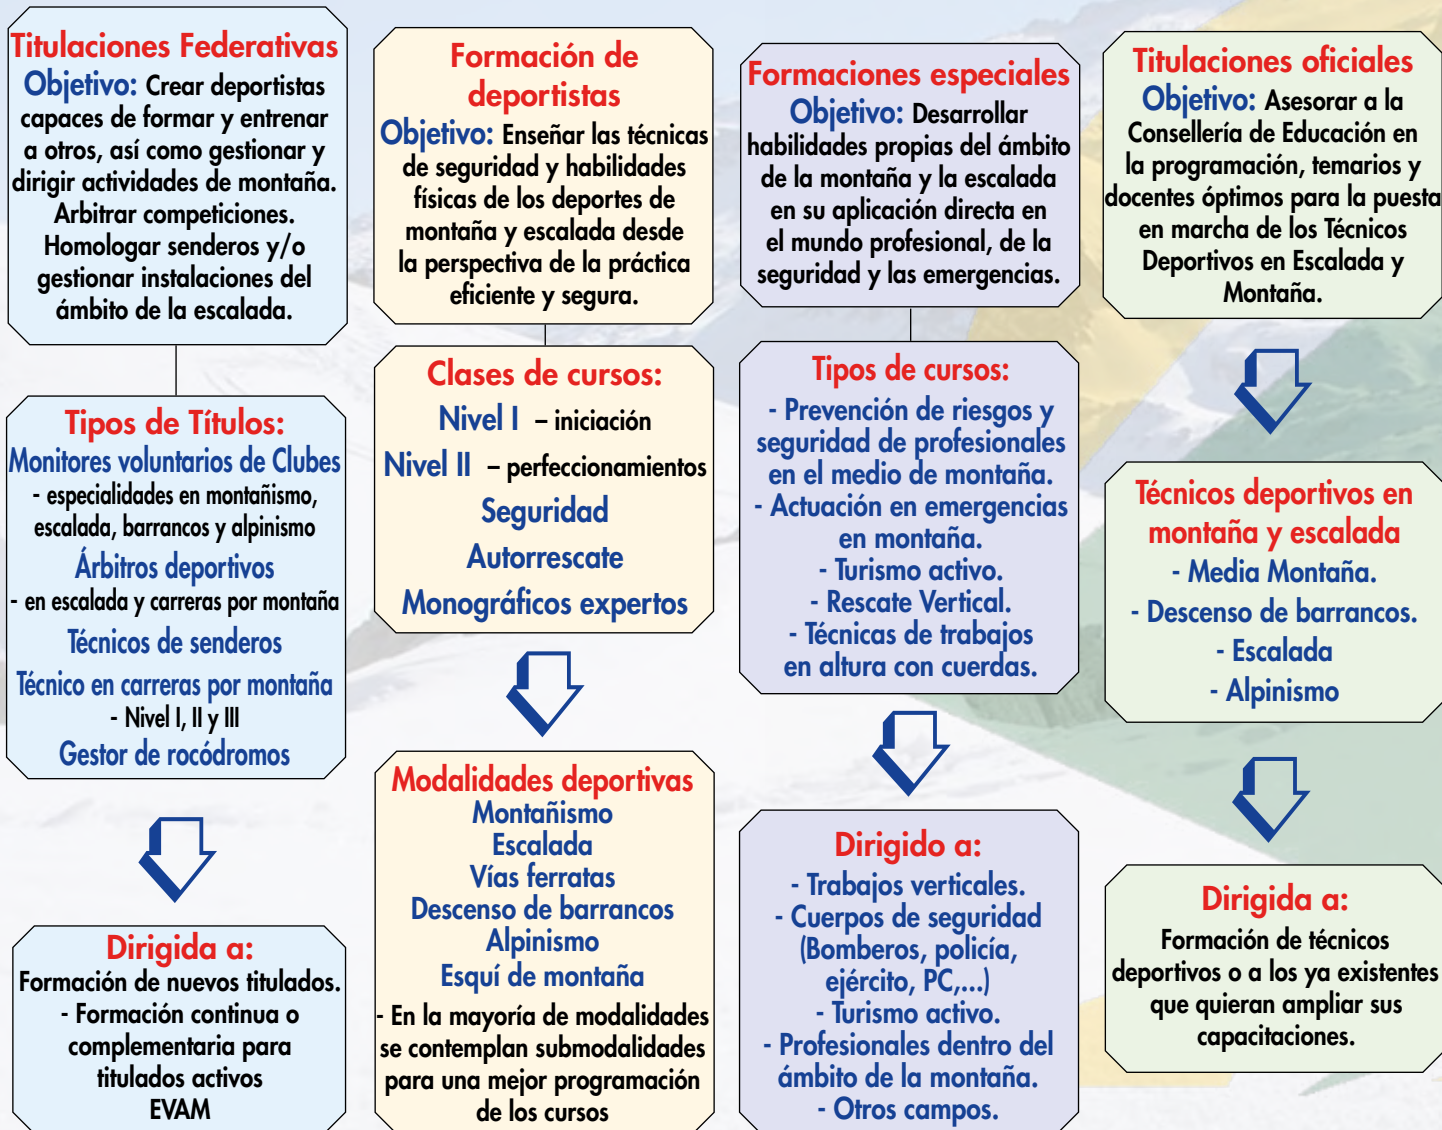 Titulaciones Federativas
Objetivo: Crear deportistas
capaces de formar y entrenar
a otros, así como gestionar y
dirigir actividades de montaña.
Arbitrar competiciones.
Homologar senderos y/o
gestionar instalaciones del
ámbito de la escalada.
Tipos de Títulos:
Monitores voluntarios de Clubes
- especialidades en montañismo,
escalada, barrancos y alpinismo
Árbitros deportivos
- en escalada y carreras por montaña
Técnicos de senderos
Técnico en carreras por montaña
- Nivel I, II y III
Gestor de rocódromos
Dirigida a:
Formación de nuevos titulados.
- Formación continua o
complementaria para
titulados activos
EVAM
Formación de
deportistas
Objetivo: Enseñar las técnicas
de seguridad y habilidades
físicas de los deportes de
montaña y escalada desde
la perspectiva de la práctica
eficiente y segura.
Clases de cursos:
Nivel I – iniciación
Nivel II – perfeccionamientos
Seguridad
Autorrescate
Monográficos expertos
Modalidades deportivas
Montañismo
Escalada
Vías ferratas
Descenso de barrancos
Alpinismo
Esquí de montaña
- En la mayoría de modalidades
se contemplan submodalidades
para una mejor programación
de los cursos
Formaciones especiales
Objetivo: Desarrollar
habilidades propias del ámbito
de la montaña y la escalada
en su aplicación directa en
el mundo profesional, de la
seguridad y las emergencias.
Tipos de cursos:
- Prevención de riesgos y
seguridad de profesionales
en el medio de montaña.
- Actuación en emergencias
en montaña.
- Turismo activo.
- Rescate Vertical.
- Técnicas de trabajos
en altura con cuerdas.
Dirigido a:
- Trabajos verticales.
- Cuerpos de seguridad
(Bomberos, policía,
ejército, PC,...)
- Turismo activo.
- Profesionales dentro del
ámbito de la montaña.
- Otros campos.
Titulaciones oficiales
Objetivo: Asesorar a la
Consellería de Educación en
la programación, temarios y
docentes óptimos para la puesta
en marcha de los Técnicos
Deportivos en Escalada y
Montaña.
Técnicos deportivos en
montaña y escalada
- Media Montaña.
- Descenso de barrancos.
- Escalada
- Alpinismo
Dirigida a:
Formación de técnicos
deportivos o a los ya existentes
que quieran ampliar sus
capacitaciones.